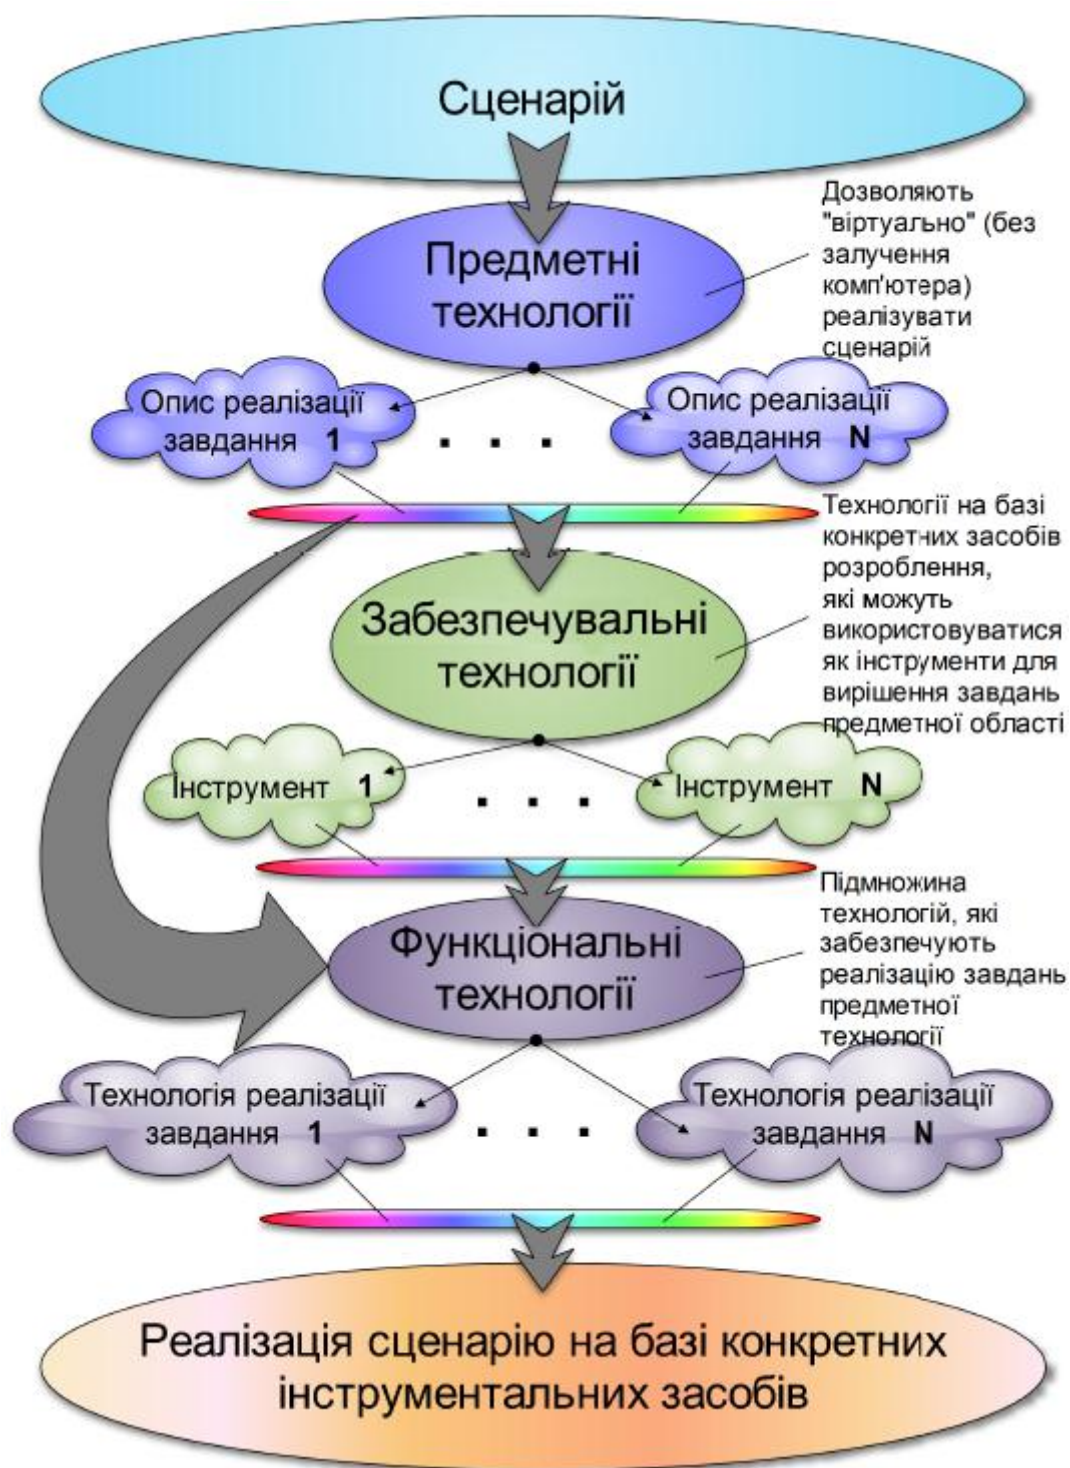 Сценарій
Дозволяють
"віртуально" (без
залучення
комп'ютера)
реалізувати
сценарій
Предметні
технології
Опис реалізації
завдання 1
. . .
Опис реалізації
завдання N
Технології на базі
конкретних засобів
розроблення,
які можуть
використовуватися
як інструменти для
вирішення завдань
предметної області
Забезпечувальні
технології
Інструмент 1
. . .
Інструмент N
Підмножина
технологій, які
забезпечують
реалізацію завдань
предметної
технології
Функціональні
технології
Технологія реалізації
завдання 1
. . .
Технологія реалізації
завдання N
Реалізація сценарію на базі конкретних
інструментальних засобів